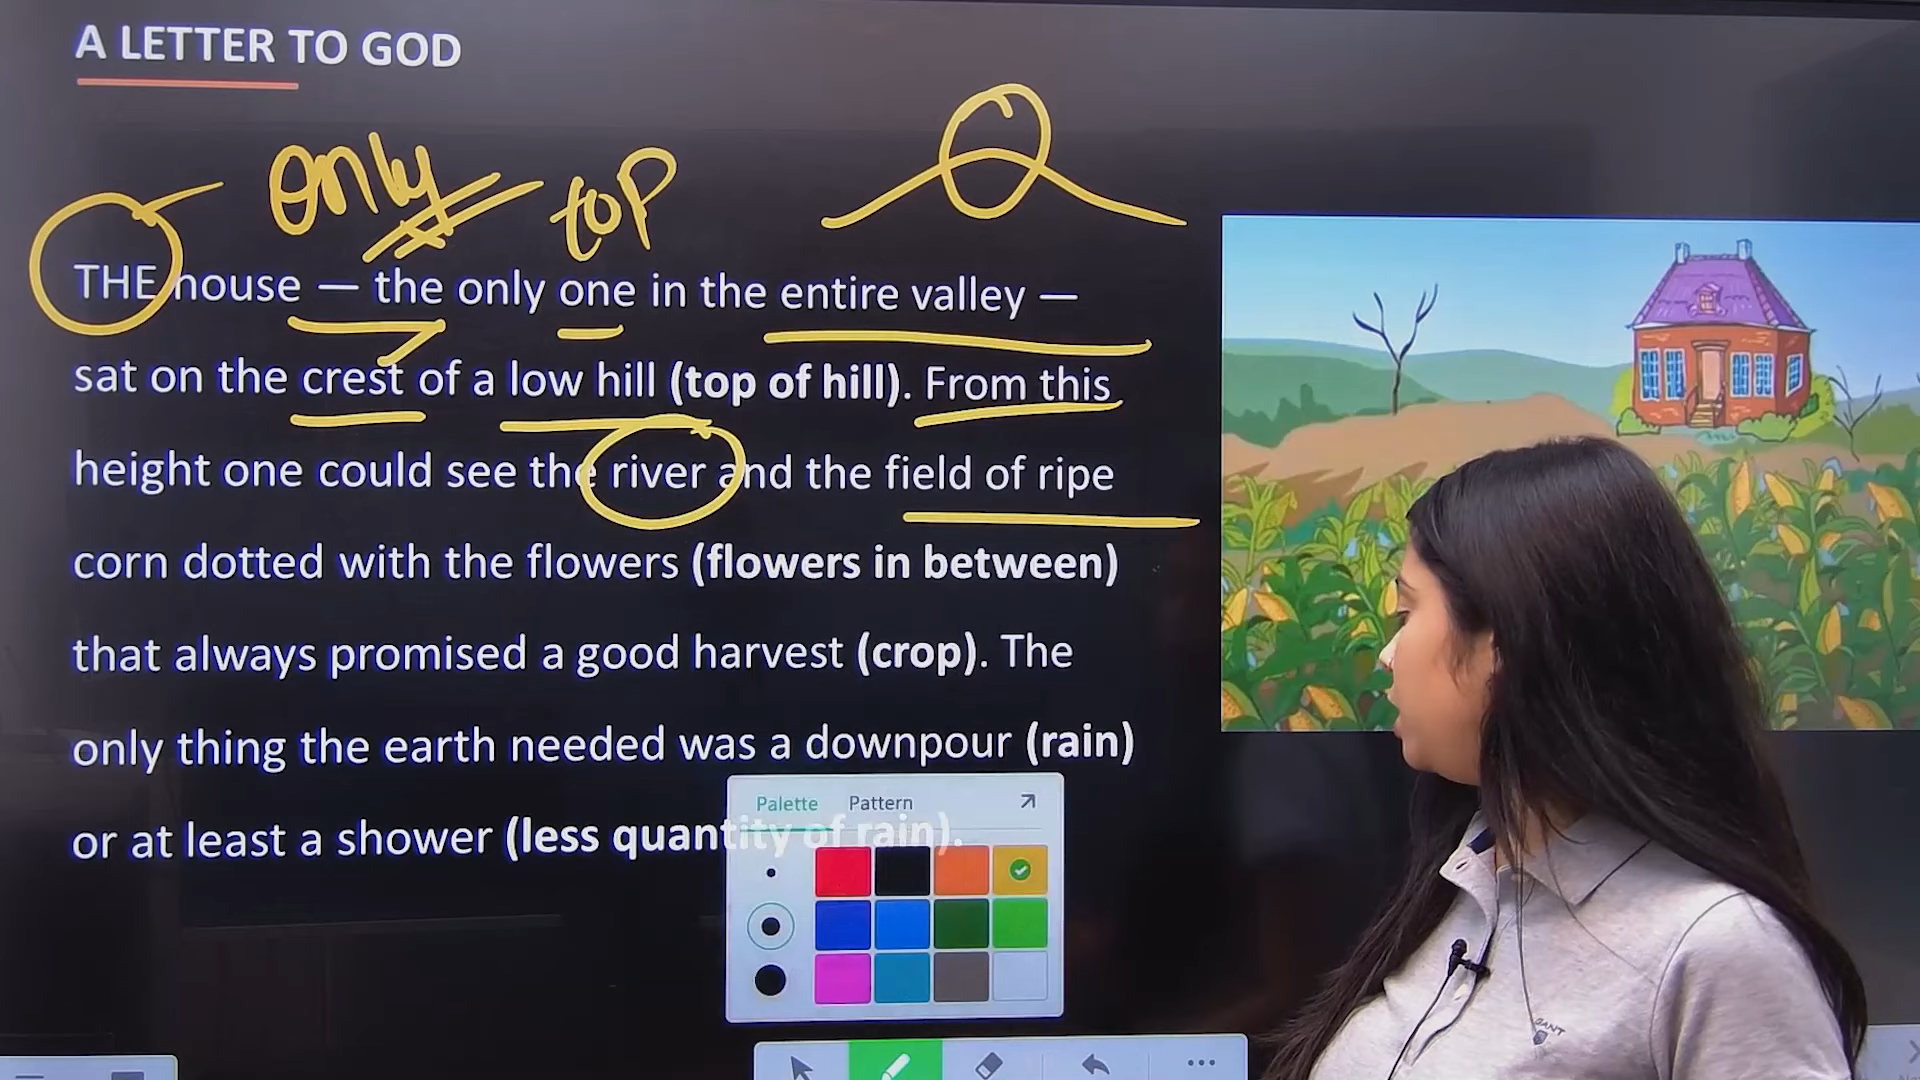 A LETTER TO GOD
only top
THE house — the only one in the entire valley —
sat on the crest of a low hill (top of hill). From this
height one could see the river and the field of ripe
corn dotted with the flowers (flowers in between)
that always promised a good harvest (crop). The
only thing the earth needed was a downpour (rain)
or at least a shower (less quantity of rain).
Palette Pattern
GANT